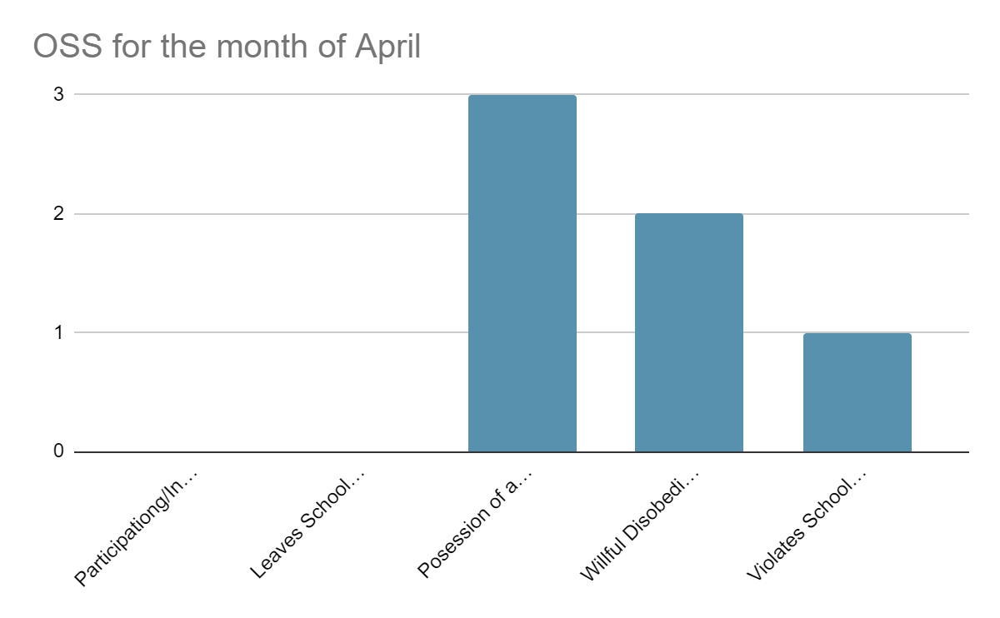 OSS for the month of April
3
2
1
0
Participationg/In…
Leaves School…
Posession of a…
Willful Disobedi…
Violates School…